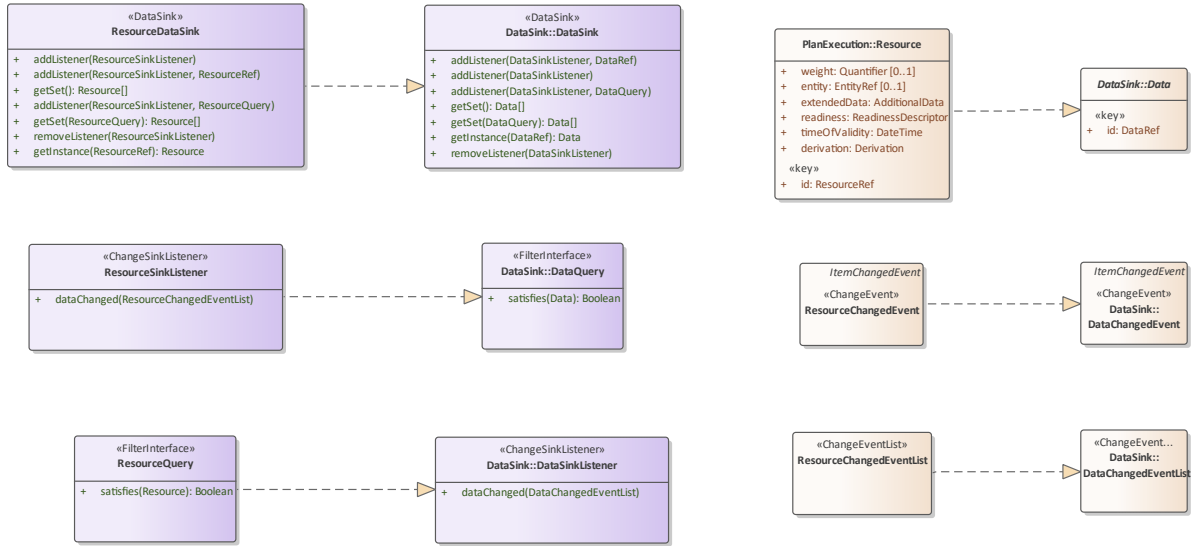 «DataSink»
ResourceDataSink
+ addListener(ResourceSinkListener)
+ addListener(ResourceSinkListener, ResourceRef)
+ getSet(): Resource[]
+ addListener(ResourceSinkListener, ResourceQuery)
+ getSet(ResourceQuery): Resource[]
+ removeListener(ResourceSinkListener)
+ getInstance(ResourceRef): Resource
«DataSink»
DataSink::DataSink
+ addListener(DataSinkListener, DataRef)
+ addListener(DataSinkListener)
+ addListener(DataSinkListener, DataQuery)
+ getSet(): Data[]
+ getSet(DataQuery): Data[]
+ getInstance(DataRef): Data
+ removeListener(DataSinkListener)
PlanExecution::Resource
+ weight: Quantifier [0..1]
+ entity: EntityRef [0..1]
+ extendedData: AdditionalData
+ readiness: ReadinessDescriptor
+ timeOfValidity: DateTime
+ derivation: Derivation
«key»
+ id: ResourceRef
DataSink::Data
«key»
+ id: DataRef
«ChangeSinkListener»
ResourceSinkListener
+ dataChanged(ResourceChangedEventList)
«FilterInterface»
DataSink::DataQuery
+ satisfies(Data): Boolean
ItemChangedEvent
«ChangeEvent»
ResourceChangedEvent
ItemChangedEvent
«ChangeEvent»
DataSink::
DataChangedEvent
«FilterInterface»
ResourceQuery
+ satisfies(Resource): Boolean
«ChangeSinkListener»
DataSink::DataSinkListener
+ dataChanged(DataChangedEventList)
«ChangeEventList»
ResourceChangedEventList
«ChangeEvent...
DataSink::
DataChangedEventList